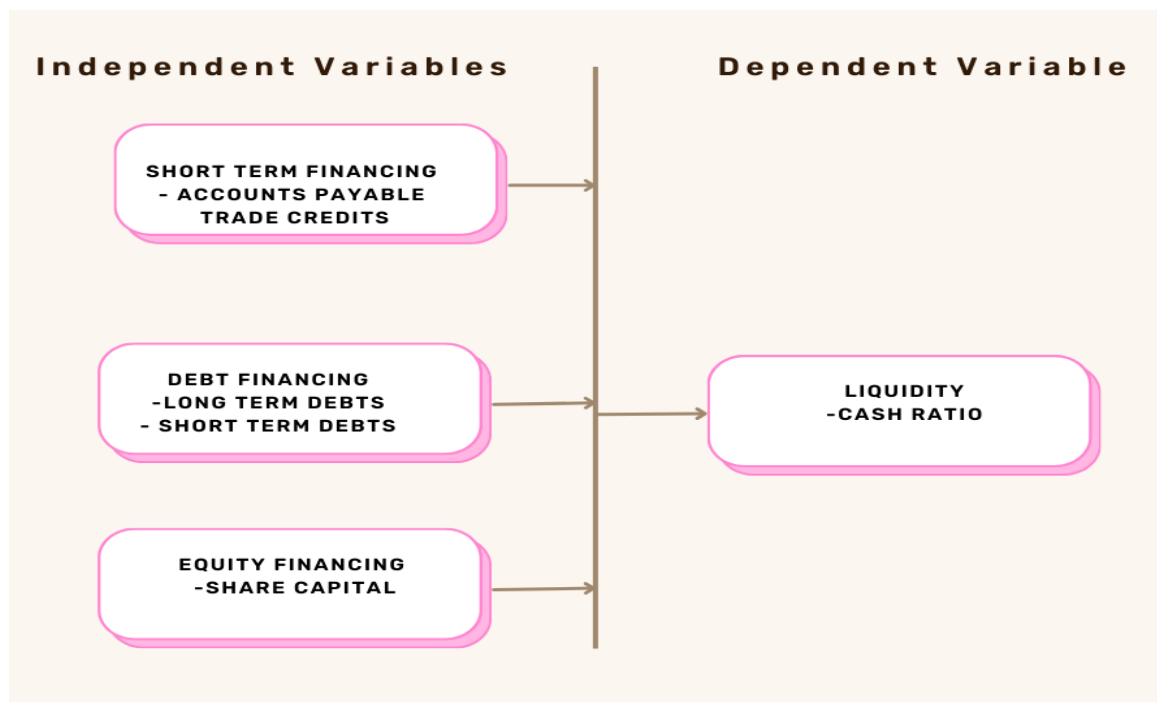 Independent Variables
Dependent Variable
SHORT TERM FINANCING
- ACCOUNTS PAYABLE
TRADE CREDITS
DEBT FINANCING
-LONG TERM DEBTS
- SHORT TERM DEBTS
EQUITY FINANCING
-SHARE CAPITAL
LIQUIDITY
-CASH RATIO